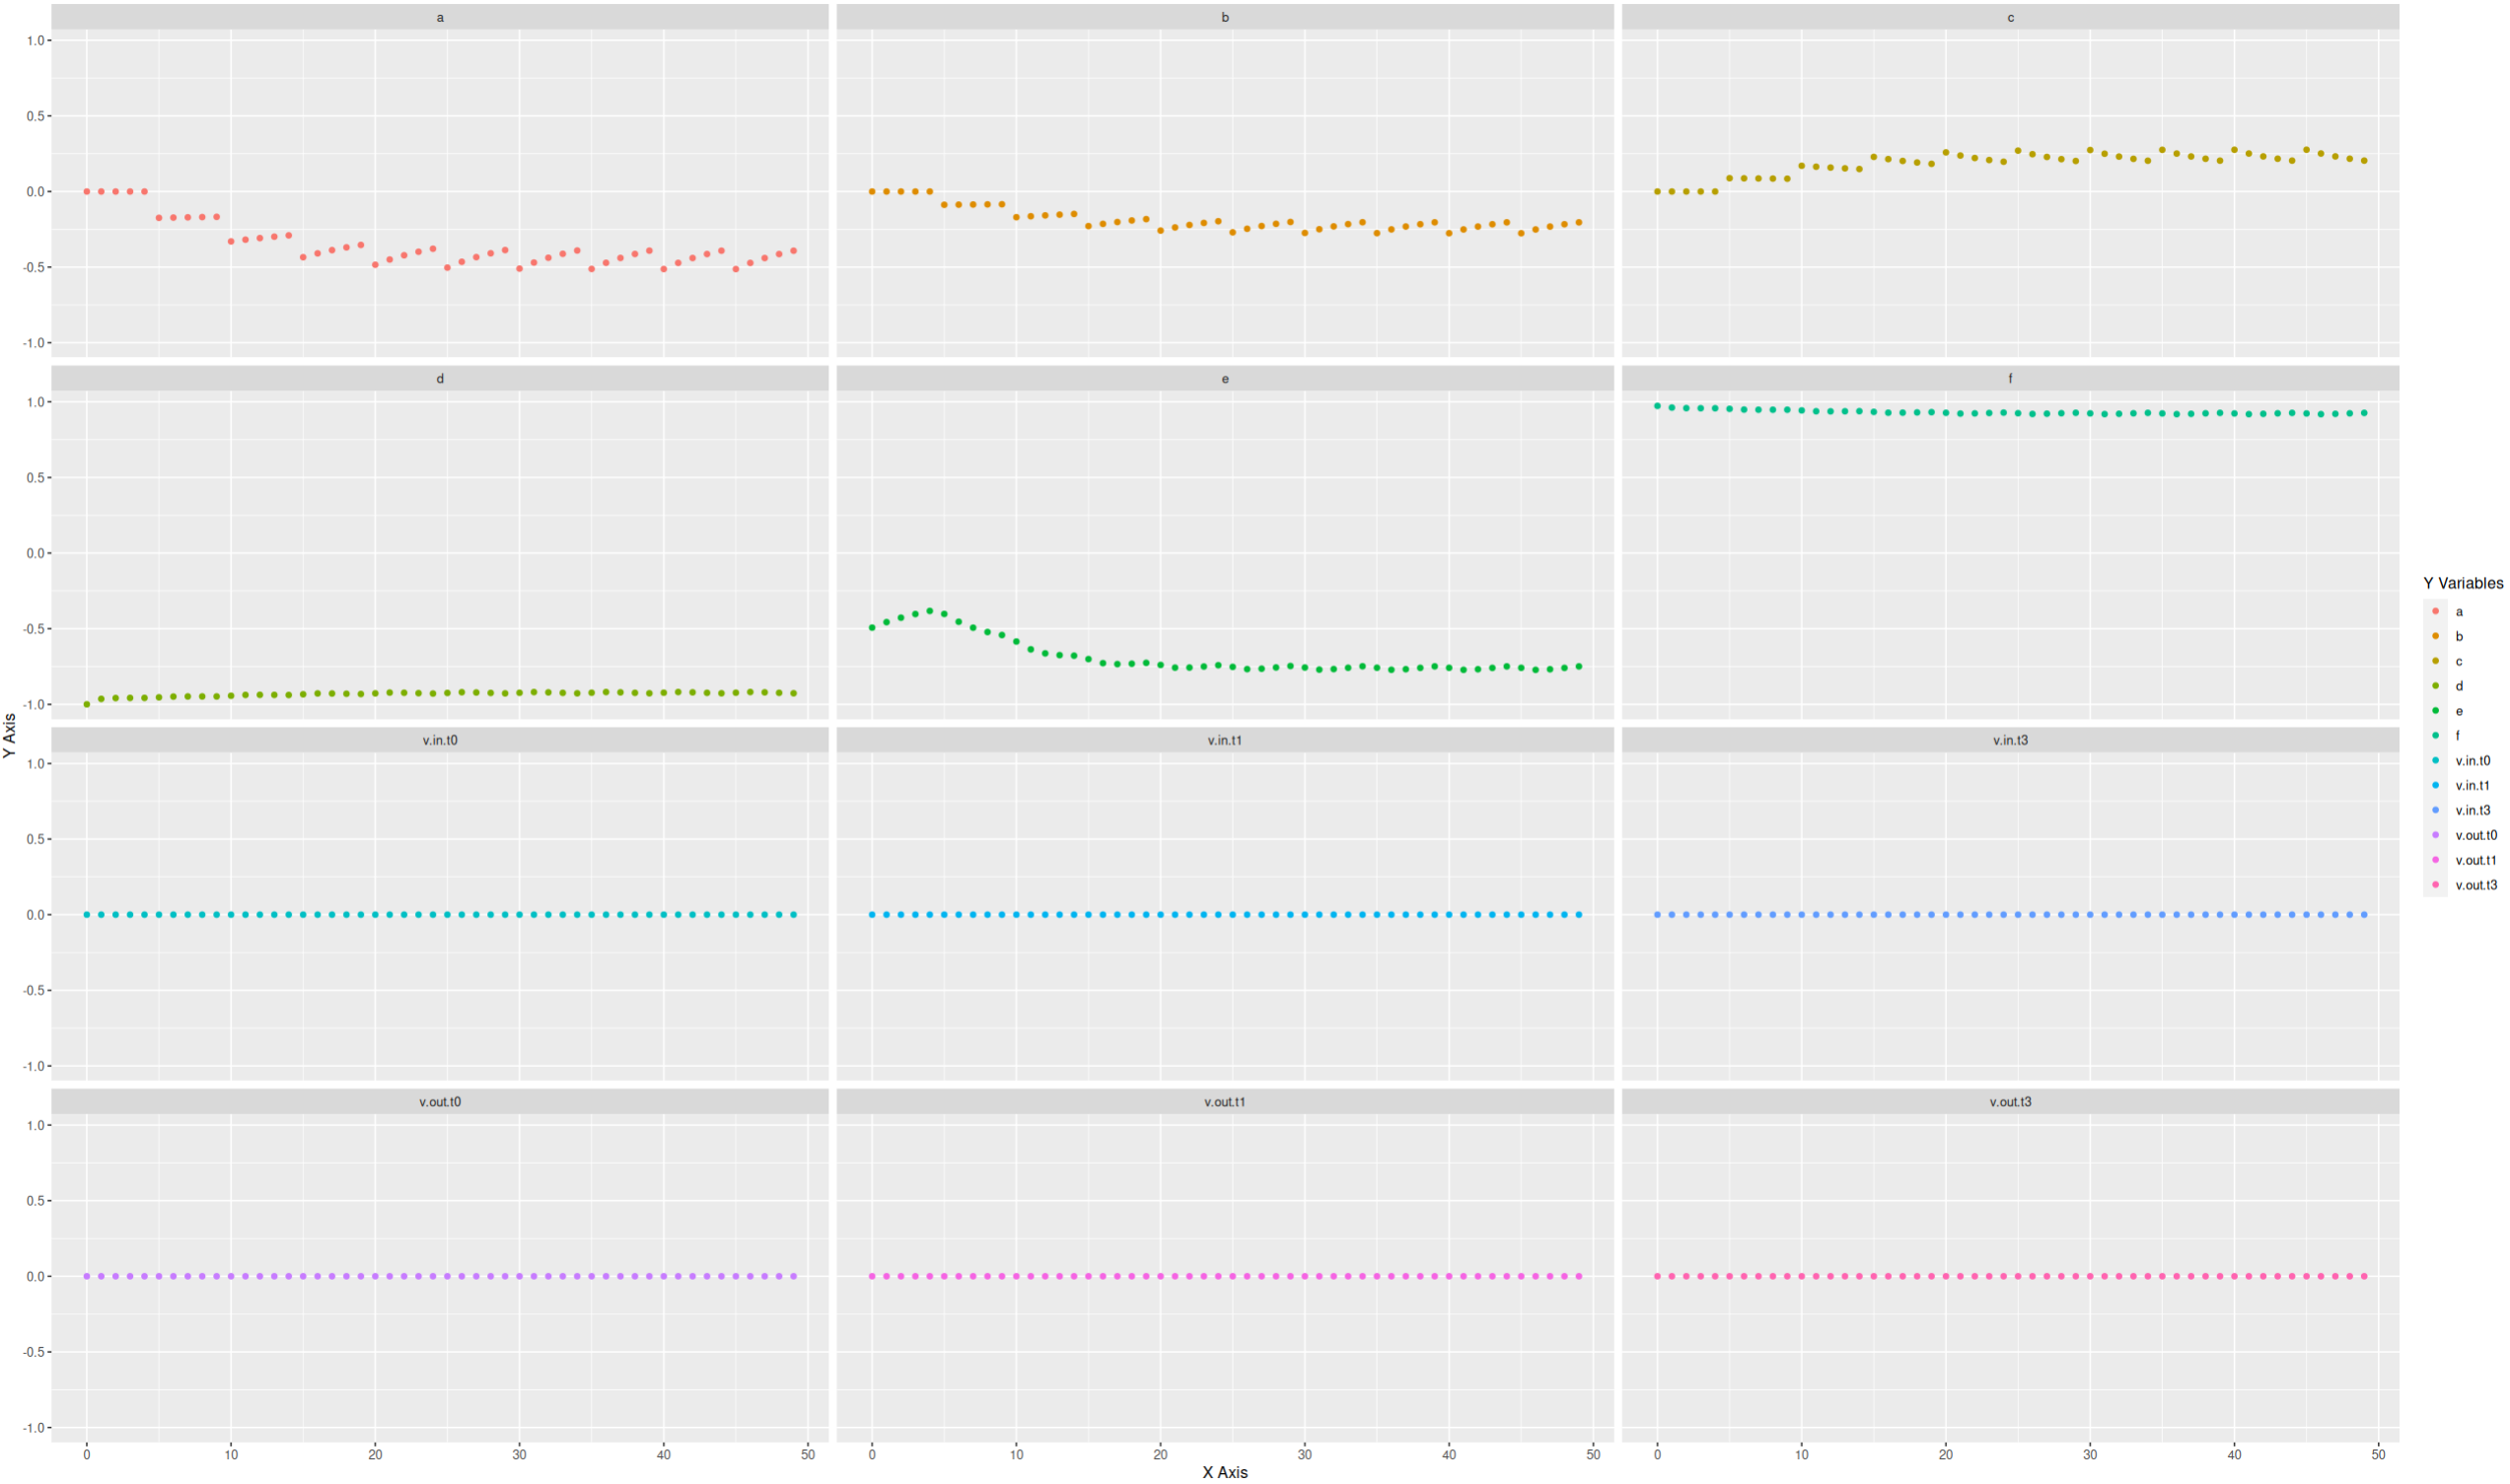 a b c
1.0
0.5
0.0
-0.5
-1.0
d e f
1.0
0.5
0.0
-0.5
-1.0
v.in.t0 v.in.t1 v.in.t3
1.0
0.5
0.0
-0.5
-1.0
v.out.t0 v.out.t1 v.out.t3
1.0
0.5
0.0
-0.5
-1.0
0 10 20 30 40 50 0 10 20 30 40 50 0 10 20 30 40 50
X Axis
Y Axis
Y Variables
a
b
c
d
e
f
v.in.t0
v.in.t1
v.in.t3
v.out.t0
v.out.t1
v.out.t3